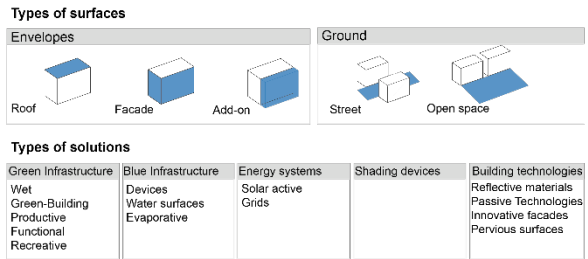 Types of surfaces
Envelopes
Ground
Roof
Facade
Add-on
Street
Open space
Types of solutions
Green Infrastructure
Wet
Green-Building
Productive
Functional
Recreative
Blue Infrastructure
Devices
Water surfaces
Evaporative
Energy systems
Solar active
Grids
Shading devices
Building technologies
Reflective materials
Passive Technologies
Innovative facades
Pervious surfaces